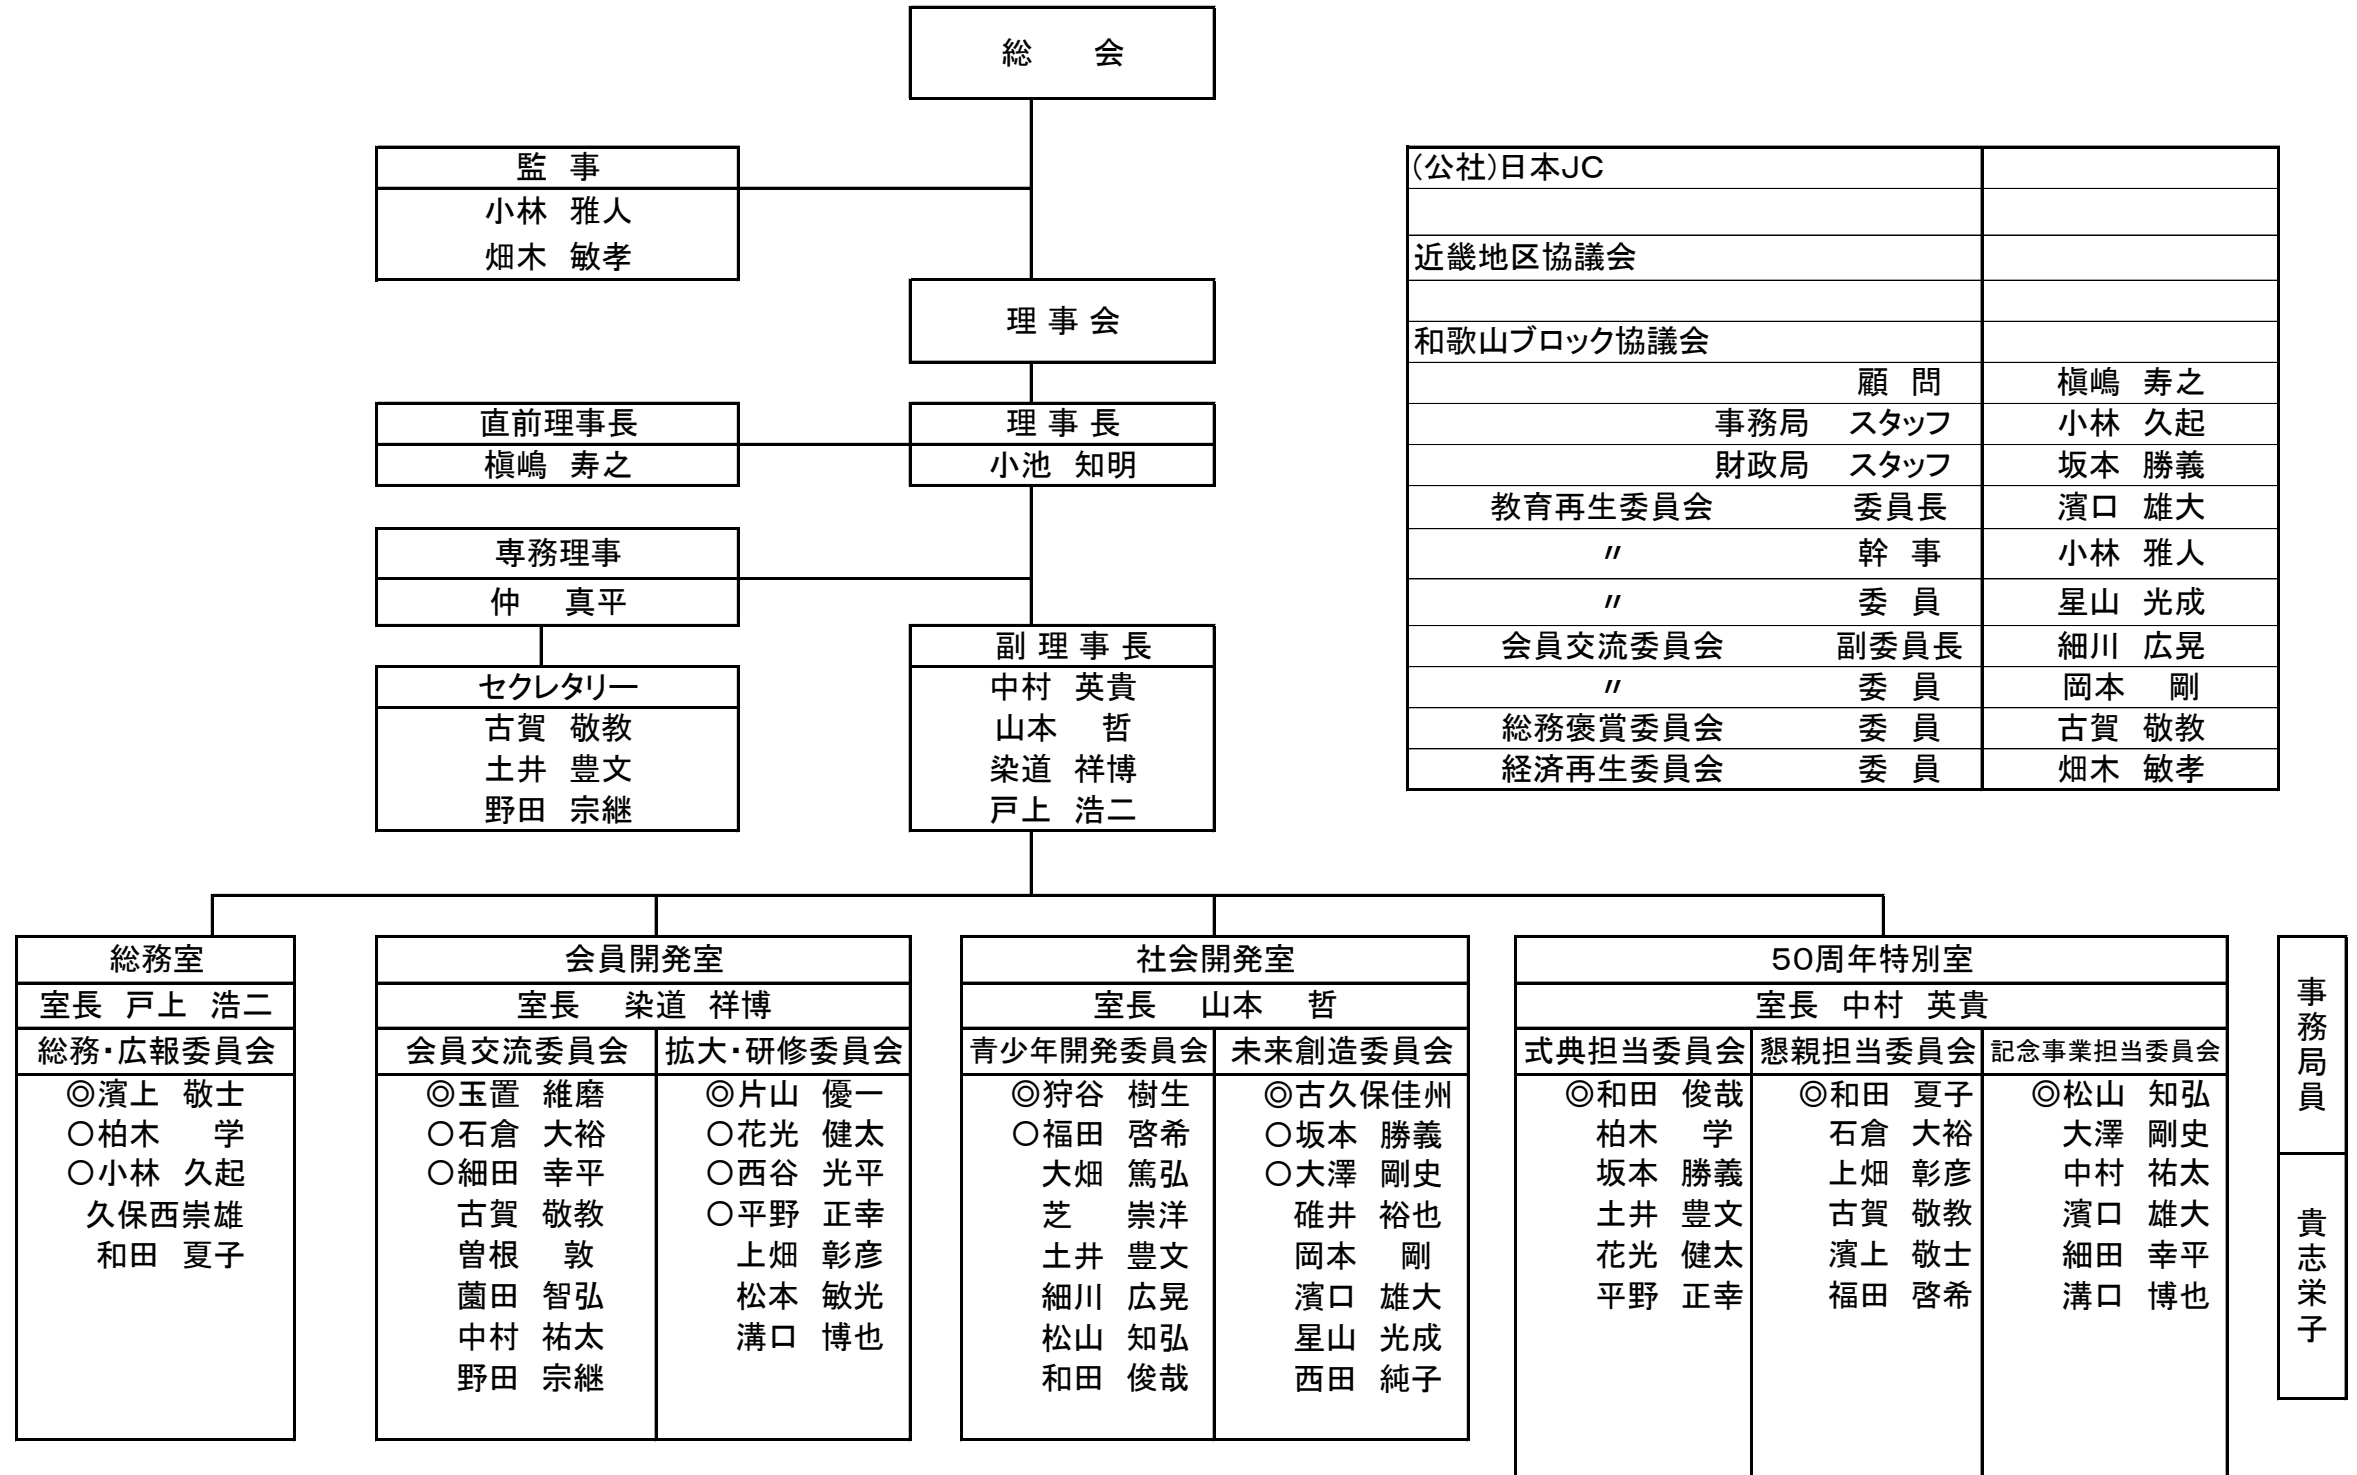 総 会
監 事
小林 雅人
畑木 敏孝
理 事 会
直前理事長
槇嶋 寿之
理 事 長
小池 知明
専務理事
仲 真平
セクレタリー
古賀 敬教
土井 豊文
野田 宗継
副 理 事 長
中村 英貴
山本 哲
染道 祥博
戸上 浩二
(公社)日本JC
近畿地区協議会
和歌山ブロック協議会
顧 問 槇嶋 寿之
事務局 スタッフ 小林 久起
財政局 スタッフ 坂本 勝義
教育再生委員会 委員長 濱口 雄大
〃 幹 事 小林 雅人
〃 委 員 星山 光成
会員交流委員会 副委員長 細川 広晃
〃 委 員 岡本 剛
総務褒賞委員会 委 員 古賀 敬教
経済再生委員会 委 員 畑木 敏孝
総務室
室長 戸上 浩二
総務・広報委員会
◎濱上 敬士
○柏木 学
○小林 久起
久保西崇雄
和田 夏子
会員開発室
室長 染道 祥博
会員交流委員会
◎玉置 維磨
○石倉 大裕
○細田 幸平
古賀 敬教
曽根 敦
薗田 智弘
中村 祐太
野田 宗継
拡大・研修委員会
◎片山 優一
○花光 健太
○西谷 光平
○平野 正幸
上畑 彰彦
松本 敏光
溝口 博也
社会開発室
室長 山本 哲
青少年開発委員会
◎狩谷 樹生
○福田 啓希
大畑 篤弘
芝 崇洋
土井 豊文
細川 広晃
松山 知弘
和田 俊哉
未来創造委員会
◎古久保佳州
○坂本 勝義
○大澤 剛史
碓井 裕也
岡本 剛
濱口 雄大
星山 光成
西田 純子
50周年特別室
室長 中村 英貴
式典担当委員会
◎和田 俊哉
柏木 学
坂本 勝義
土井 豊文
花光 健太
平野 正幸
懇親担当委員会
◎和田 夏子
石倉 大裕
上畑 彰彦
古賀 敬教
濱上 敬士
福田 啓希
記念事業担当委員会
◎松山 知弘
大澤 剛史
中村 祐太
濱口 雄大
細田 幸平
溝口 博也
事務局員
貴志栄子